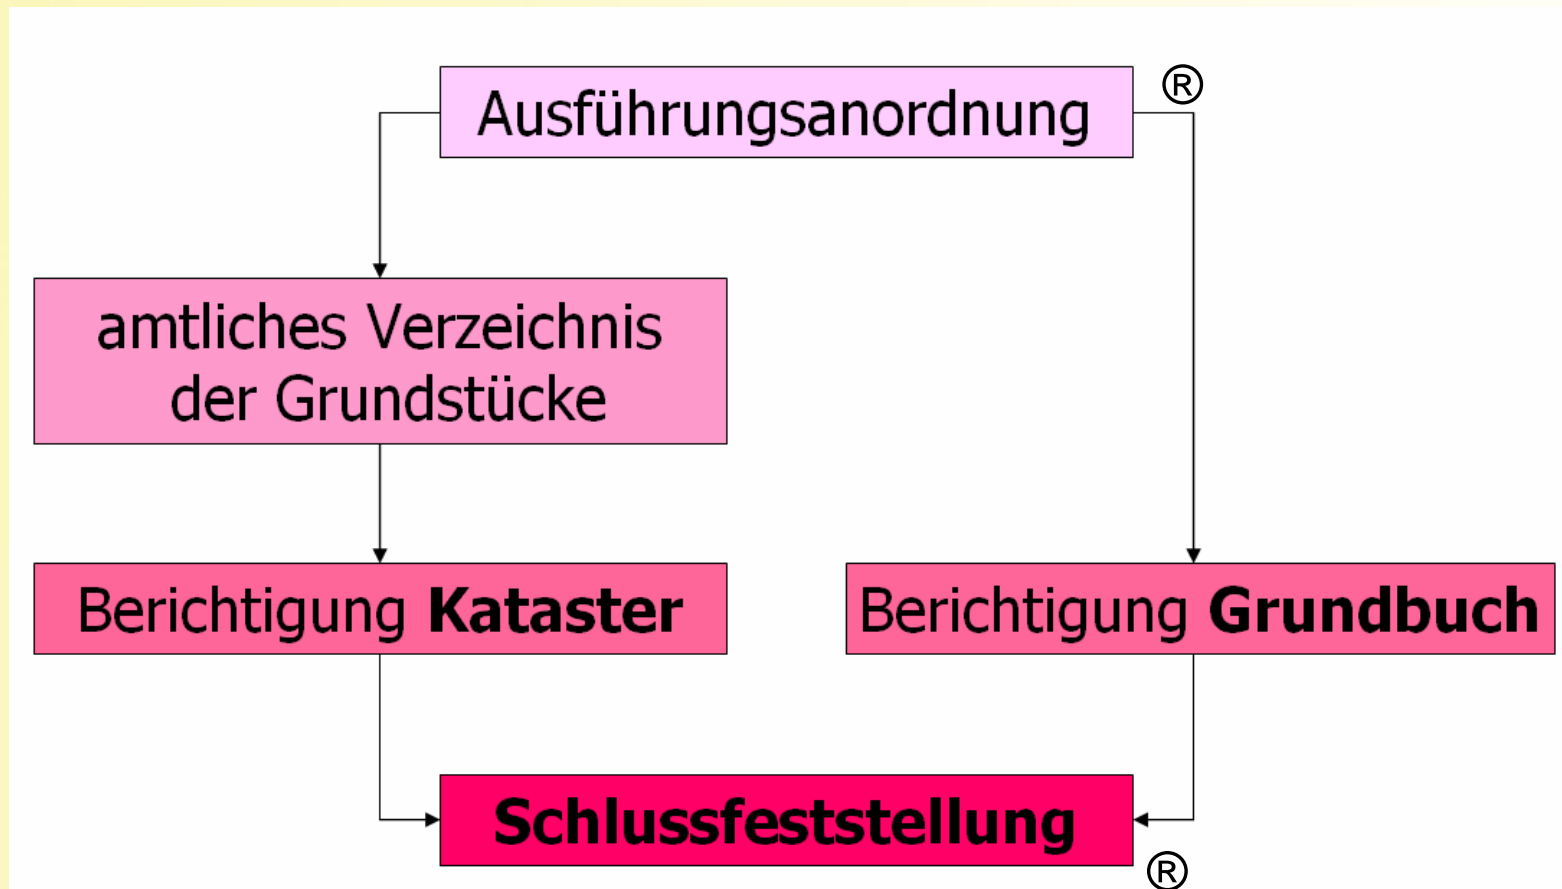 Ausführungsanordnung ®
amtliches Verzeichnis
der Grundstücke
Berichtigung Kataster
Berichtigung Grundbuch
Schlussfeststellung
®